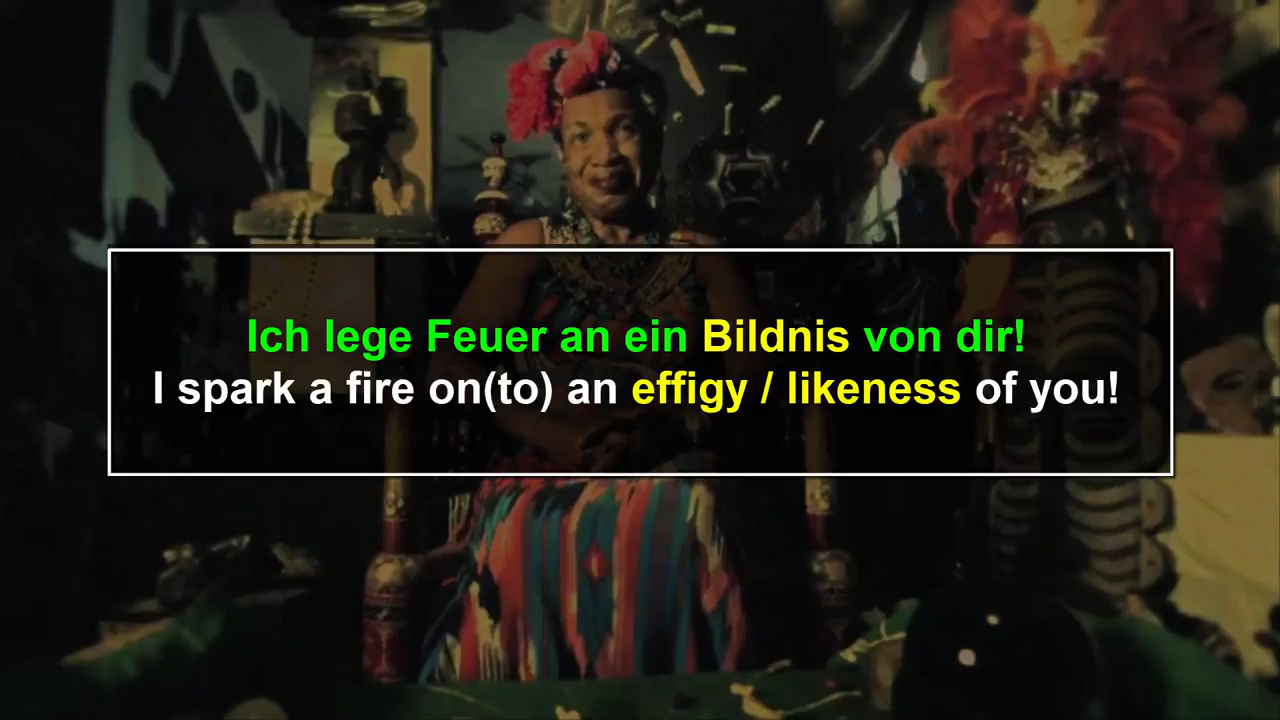 Ich lege Feuer an ein Bildnis von dir!
I spark a fire on(to) an effigy / likeness of you!